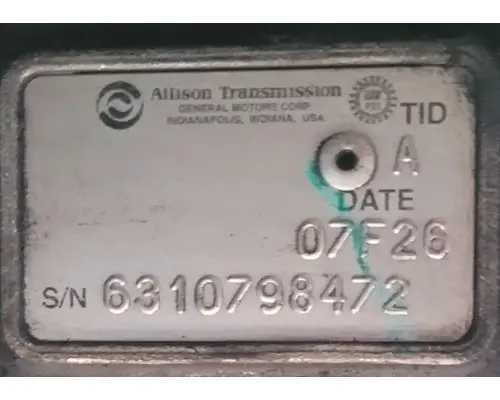 Allison Transmission
GENERAL MOTORS CORP
INDIANAPOLIS, INDIANA, USA
TID
A
DATE
07F26
S/N 6310798472